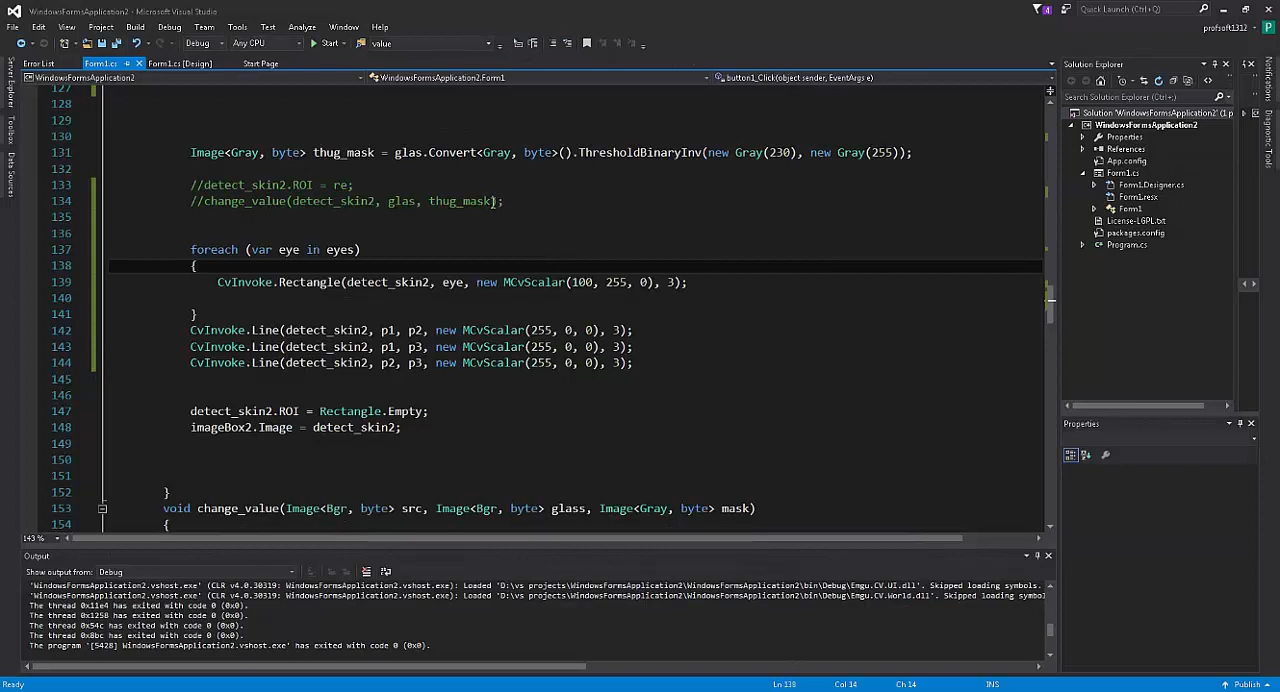 WindowsFormsApplication2 - Microsoft Visual Studio
4
Quick Launch (Ctrl+Q)
File Edit View Project Build Debug Team Tools Test Analyze Window Help
profsoft1312
P
Debug Any CPU Start value
Error List Form1.cs Form1.cs [Design] Start Page
WindowsFormsApplication2 WindowsFormsApplication2.Form1 button1_Click(object sender, EventArgs e)
127
128
129
130
131 Image<Gray, byte> thug_mask = glas.Convert<Gray, byte>().ThresholdBinaryInv(new Gray(230), new Gray(255));
132
133 //detect_skin2.ROI = re;
134 //change_value(detect_skin2, glas, thug_mask);
135
136
137 foreach (var eye in eyes)
138 {
139 CvInvoke.Rectangle(detect_skin2, eye, new MCvScalar(100, 255, 0), 3);
140
141 }
142 CvInvoke.Line(detect_skin2, p1, p2, new MCvScalar(255, 0, 0), 3);
143 CvInvoke.Line(detect_skin2, p1, p3, new MCvScalar(255, 0, 0), 3);
144 CvInvoke.Line(detect_skin2, p2, p3, new MCvScalar(255, 0, 0), 3);
145
146
147 detect_skin2.ROI = Rectangle.Empty;
148 imageBox2.Image = detect_skin2;
149
150
151
152 }
153 void change_value(Image<Bgr, byte> src, Image<Bgr, byte> glass, Image<Gray, byte> mask)
154 {
143 %
Server Explorer
Toolbox
Data Sources
Solution Explorer
Search Solution Explorer (Ctrl+;)
Solution 'WindowsFormsApplication2' (1 p
WindowsFormsApplication2
Properties
References
App.config
Form1.cs
Form1.Designer.cs
Form1.resx
Form1
License-LGPL.txt
packages.config
Program.cs
Properties
Notifications
Diagnostic Tools
Output
Show output from: Debug
'WindowsFormsApplication2.vshost.exe' (CLR v4.0.30319: WindowsFormsApplication2.vshost.exe): Loaded 'D:\vs projects\WindowsFormsApplication2\WindowsFormsApplication2\bin\Debug\Emgu.CV.UI.dll'. Skipped loading symbols.
'WindowsFormsApplication2.vshost.exe' (CLR v4.0.30319: WindowsFormsApplication2.vshost.exe): Loaded 'D:\vs projects\WindowsFormsApplication2\WindowsFormsApplication2\bin\Debug\Emgu.CV.World.dll'. Skipped loading symbo
The thread 0x11e4 has exited with code 0 (0x0).
The thread 0x1258 has exited with code 0 (0x0).
The thread 0x54c has exited with code 0 (0x0).
The thread 0x8bc has exited with code 0 (0x0).
The program '[5428] WindowsFormsApplication2.vshost.exe' has exited with code 0 (0x0).
Ready Ln 138 Col 14 Ch 14 INS Publish